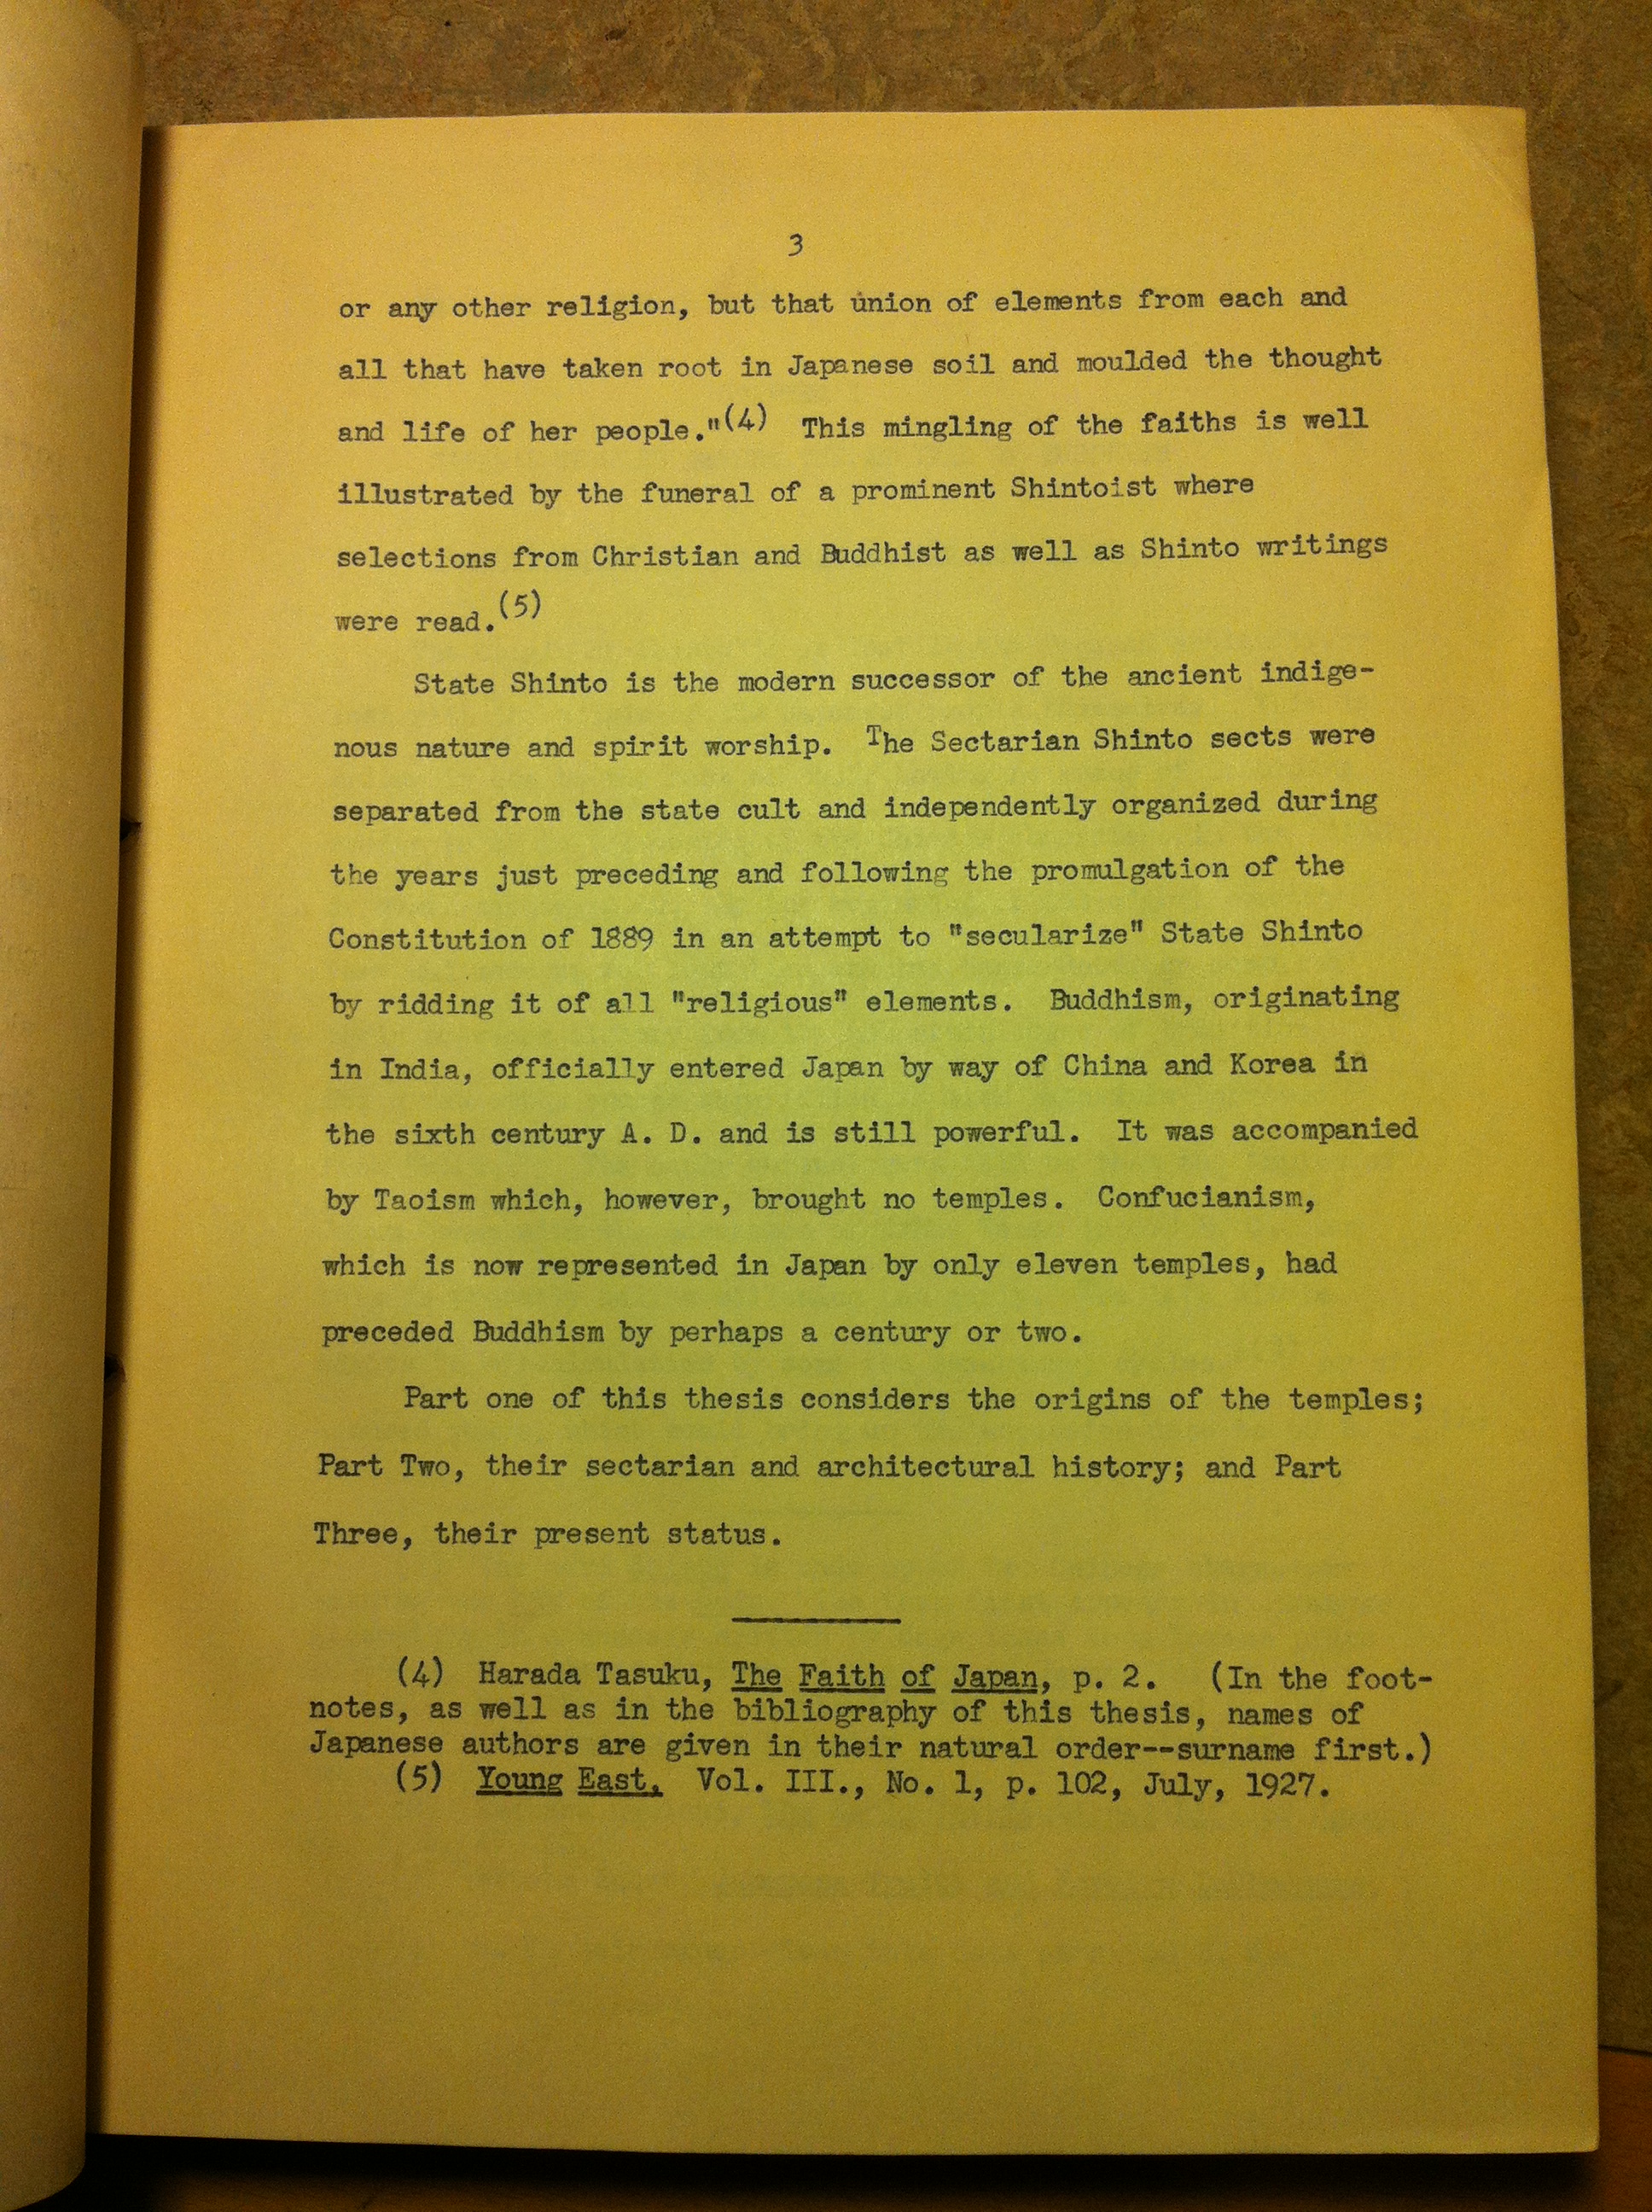 3
or any other religion, but that union of elements from each and
all that have taken root in Japanese soil and moulded the thought
and life of her people."(4)  This mingling of the faiths is well
illustrated by the funeral of a prominent Shintoist where
selections from Christian and Buddhist as well as Shinto writings
were read.(5)
State Shinto is the modern successor of the ancient indige-
nous nature and spirit worship.  The Sectarian Shinto sects were
separated from the state cult and independently organized during
the years just preceding and following the promulgation of the
Constitution of 1889 in an attempt to "secularize" State Shinto
by ridding it of all "religious" elements.  Buddhism, originating
in India, officially entered Japan by way of China and Korea in
the sixth century A. D. and is still powerful.  It was accompanied
by Taoism which, however, brought no temples.  Confucianism,
which is now represented in Japan by only eleven temples, had
preceded Buddhism by perhaps a century or two.
Part one of this thesis considers the origins of the temples;
Part Two, their sectarian and architectural history; and Part
Three, their present status.
(4)  Harada Tasuku, The Faith of Japan, p. 2.  (In the foot-
notes, as well as in the bibliography of this thesis, names of
Japanese authors are given in their natural order--surname first.)
(5)  Young East,  Vol. III., No. 1, p. 102, July, 1927.